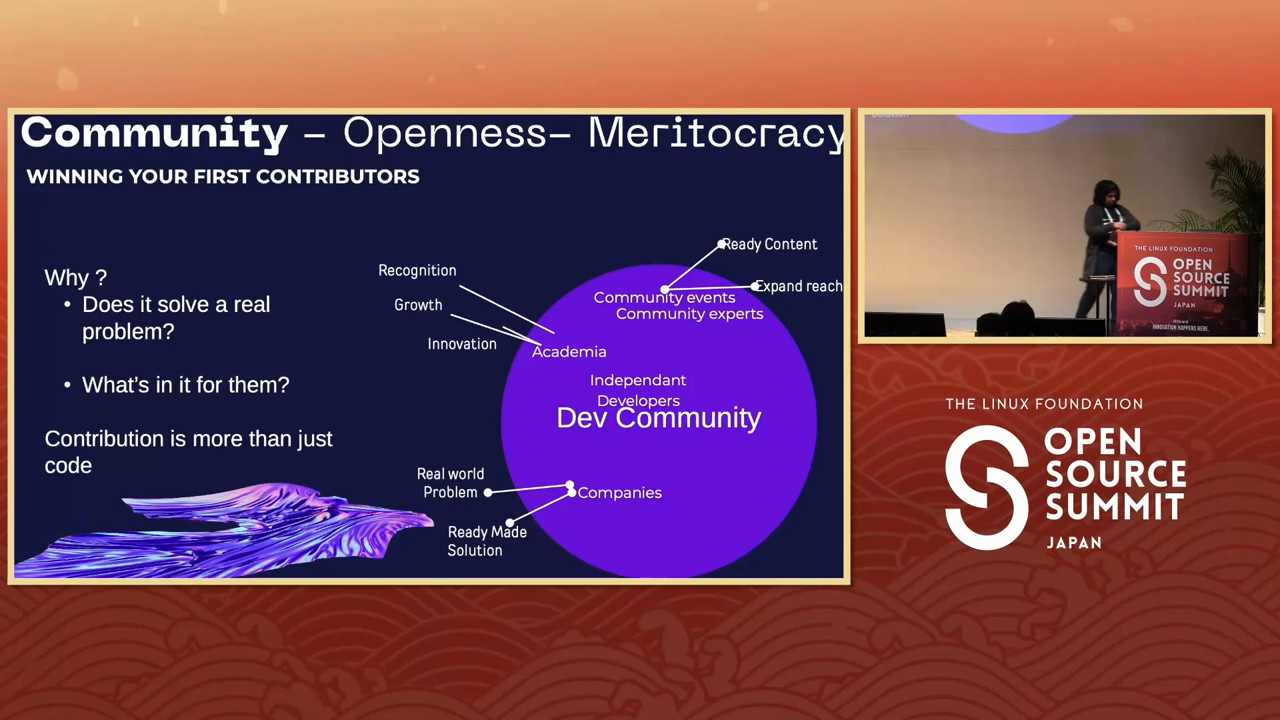 Community – Openness– Meritocracy
WINNING YOUR FIRST CONTRIBUTORS
Why ?
• Does it solve a real
problem?
• What's in it for them?
Contribution is more than just
code
Recognition
Growth
Innovation
Ready Content
Expand reach
Community events
Community experts
Academia
Independant
Developers
Dev Community
Real world
Problem
Companies
Ready Made
Solution
THE LINUX FOUNDATION
OPEN
SOURCE
SUMMIT
JAPAN
INNOVATION HAPPENS HERE.
THE LINUX FOUNDATION
OPEN
SOURCE
SUMMIT
JAPAN